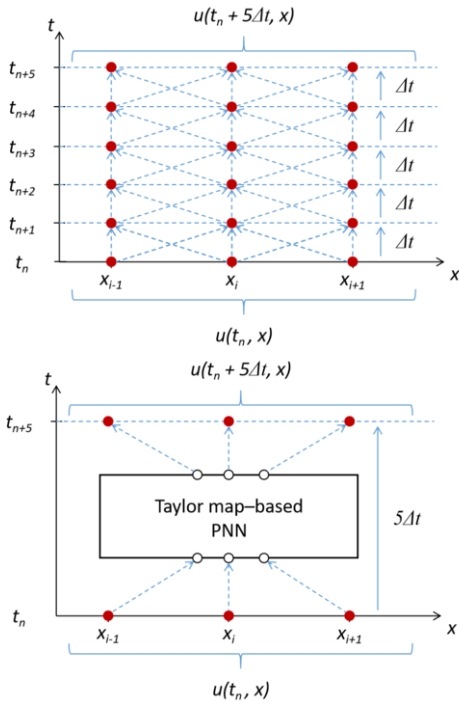 u(tn + 5Δt, x)
t
tn+5
Δt
tn+4
Δt
tn+3
Δt
tn+2
Δt
tn+1
Δt
tn
xi-1
xi
xi+1
x
u(tn, x)
u(tn + 5Δt, x)
t
tn+5
Taylor map–based
PNN
5Δt
tn
xi-1
xi
xi+1
x
u(tn, x)